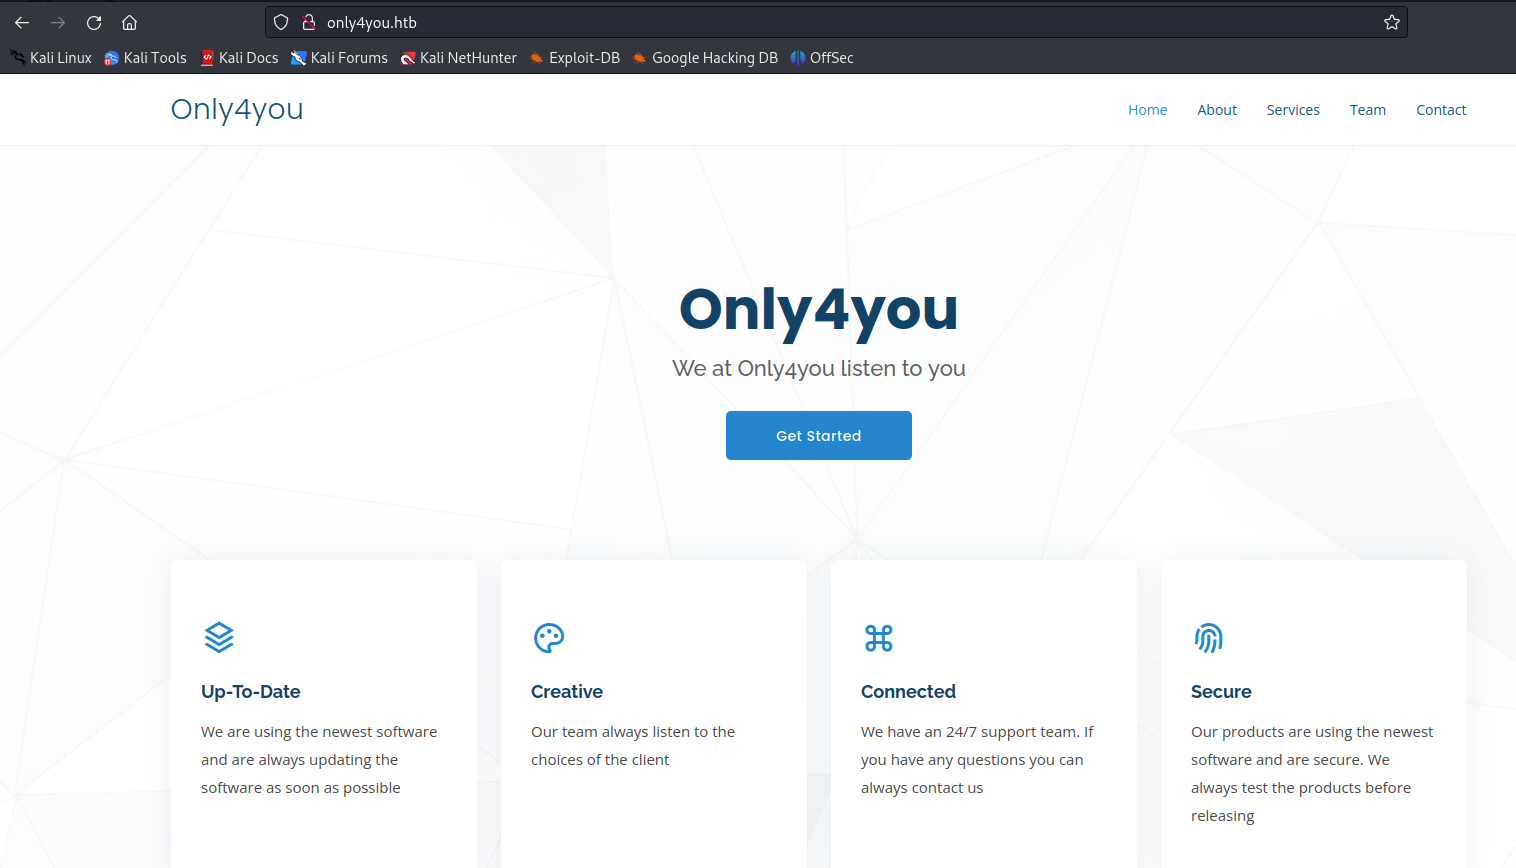 only4you.htb
Kali Linux Kali Tools Kali Docs Kali Forums Kali NetHunter Exploit-DB Google Hacking DB OffSec
Only4you
Home About Services Team Contact
Only4you
We at Only4you listen to you
Get Started
Up-To-Date
We are using the newest software
and are always updating the
software as soon as possible
Creative
Our team always listen to the
choices of the client
Connected
We have an 24/7 support team. If
you have any questions you can
always contact us
Secure
Our products are using the newest
software and are secure. We
always test the products before
releasing